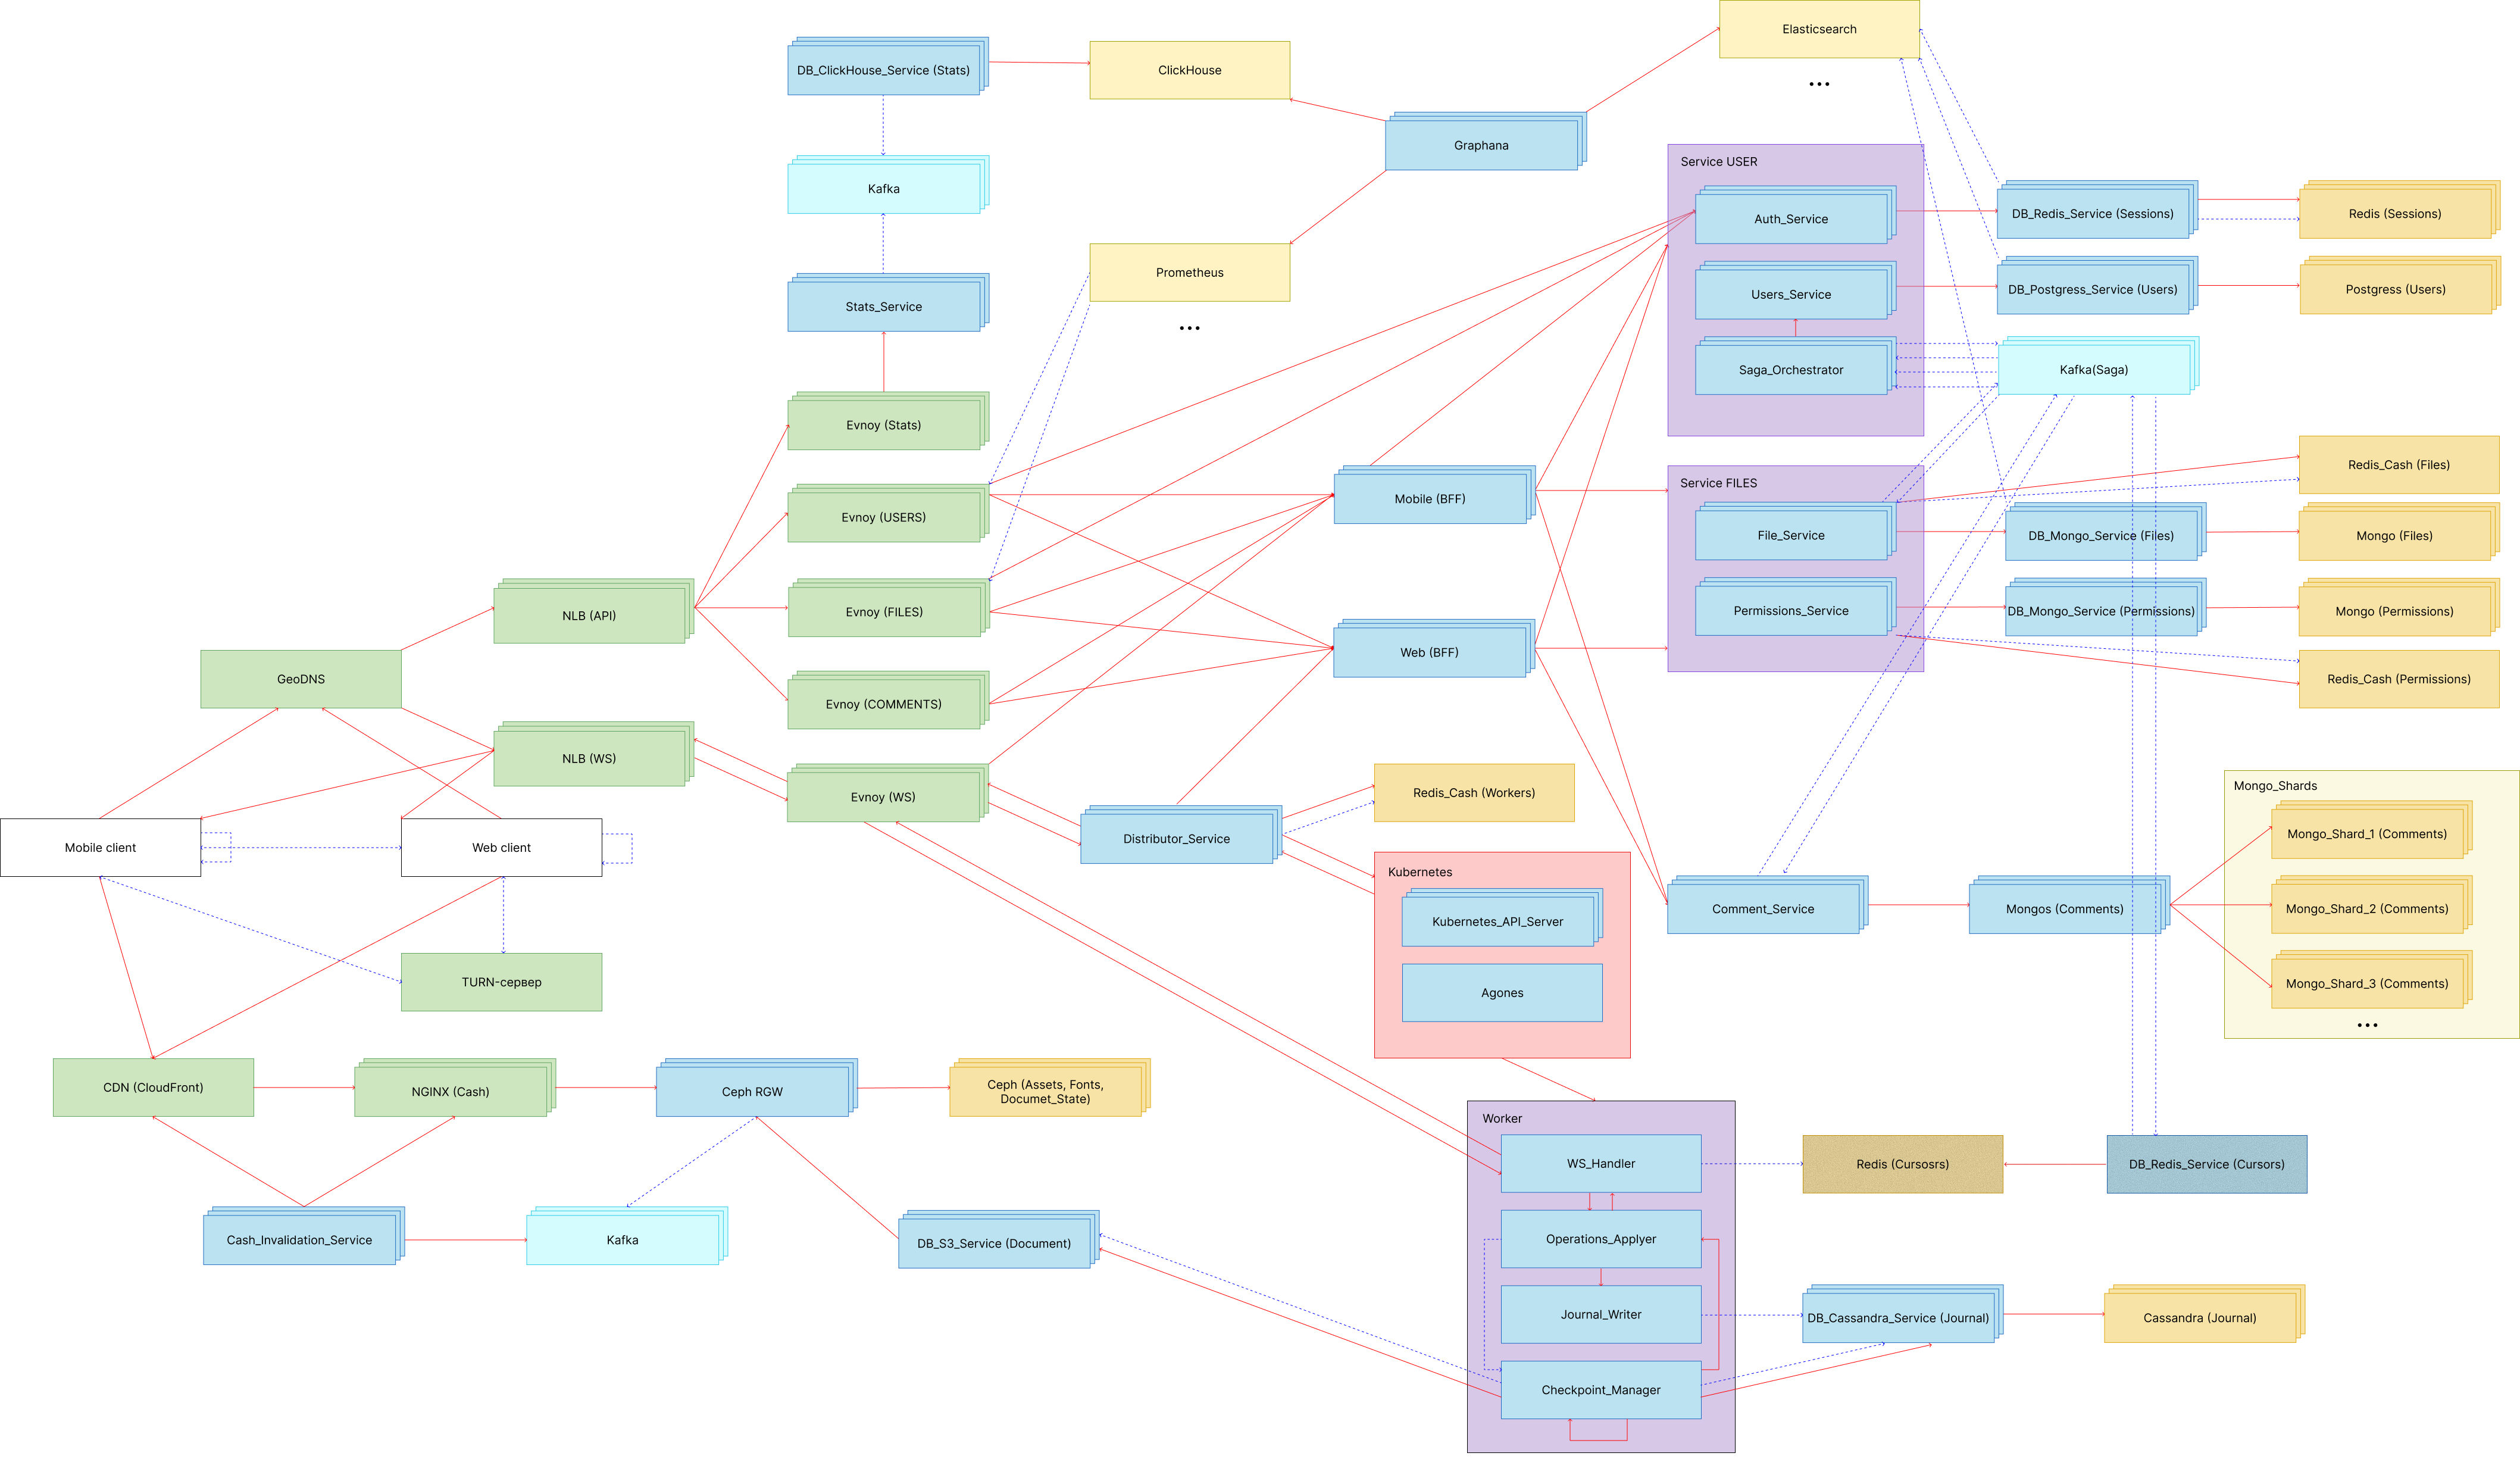 Elasticsearch
...
DB_ClickHouse_Service (Stats)
ClickHouse
Graphana
Kafka
Service USER
Auth_Service
DB_Redis_Service (Sessions)
Redis (Sessions)
Prometheus
...
Stats_Service
Users_Service
DB_Postgress_Service (Users)
Postgress (Users)
Saga_Orchestrator
Kafka(Saga)
Evnoy (Stats)
Mobile (BFF)
Service FILES
Redis_Cash (Files)
Evnoy (USERS)
File_Service
DB_Mongo_Service (Files)
Mongo (Files)
NLB (API)
Evnoy (FILES)
Permissions_Service
DB_Mongo_Service (Permissions)
Mongo (Permissions)
GeoDNS
Web (BFF)
Redis_Cash (Permissions)
Evnoy (COMMENTS)
NLB (WS)
Evnoy (WS)
Redis_Cash (Workers)
Mongo_Shards
Mongo_Shard_1 (Comments)
Mobile client
Web client
Distributor_Service
Kubernetes
Kubernetes_API_Server
Comment_Service
Mongos (Comments)
Mongo_Shard_2 (Comments)
TURN-сервер
Agones
Mongo_Shard_3 (Comments)
...
CDN (CloudFront)
NGINX (Cash)
Ceph RGW
Ceph (Assets, Fonts,
Documet_State)
Worker
WS_Handler
Redis (Cursosrs)
DB_Redis_Service (Cursors)
Cash_Invalidation_Service
Kafka
DB_S3_Service (Document)
Operations_Applyer
Journal_Writer
DB_Cassandra_Service (Journal)
Cassandra (Journal)
Checkpoint_Manager